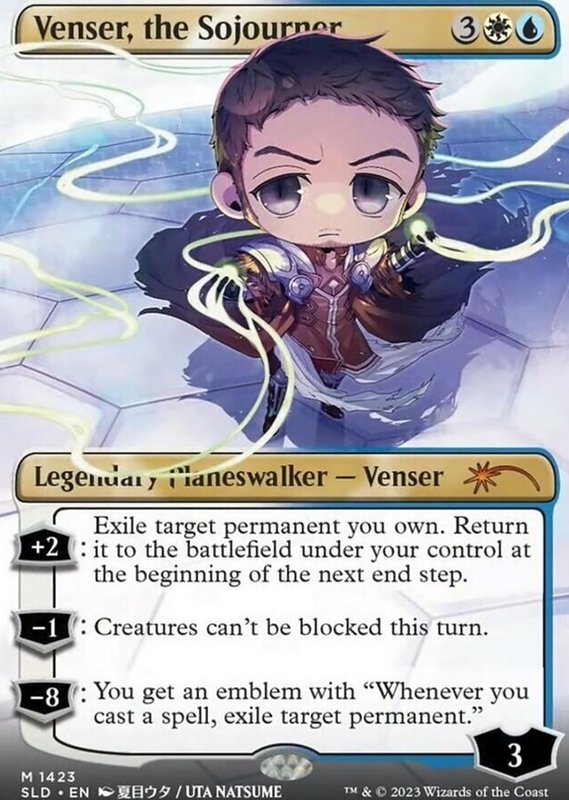 Venser, the Sojourner 3
Legendary Planeswalker — Venser
+2 : Exile target permanent you own. Return
it to the battlefield under your control at
the beginning of the next end step.
−1 : Creatures can't be blocked this turn.
−8 : You get an emblem with “Whenever you
cast a spell, exile target permanent.”
3
M 1423
SLD • EN 夏目ウタ / UTA NATSUME
™ & © 2023 Wizards of the Coast